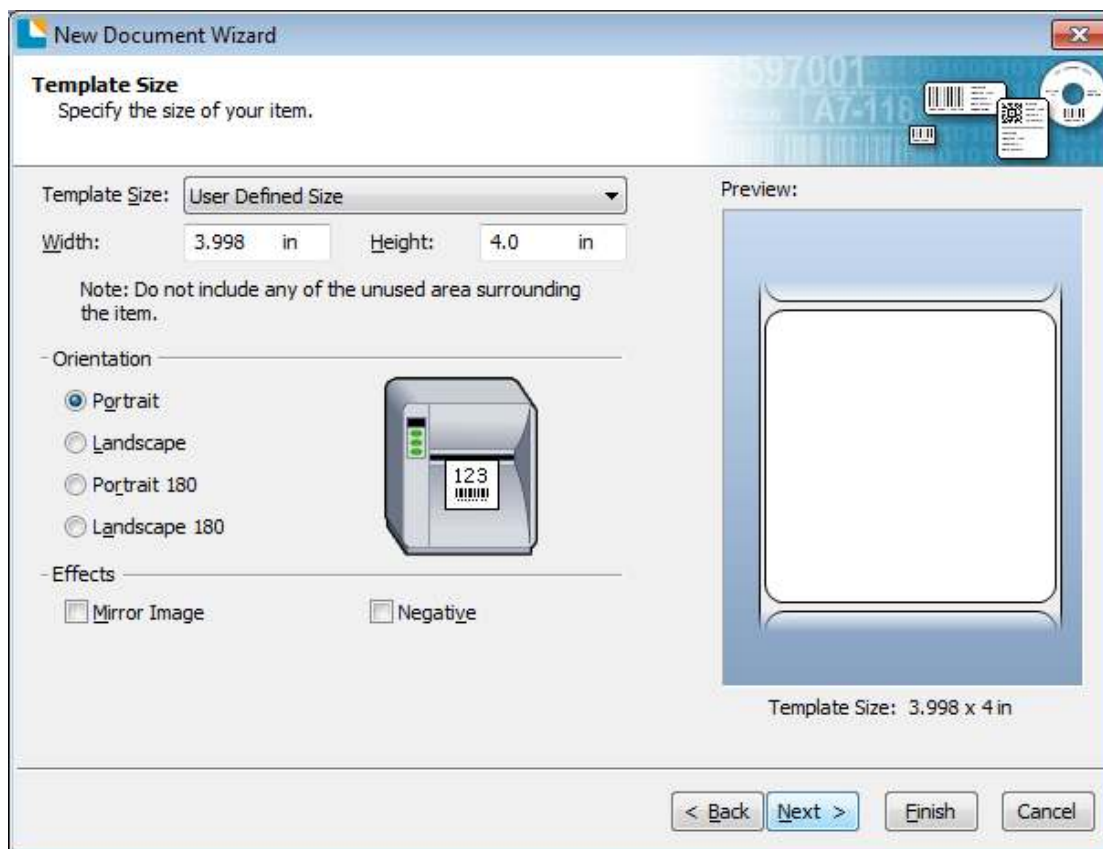 New Document Wizard
Template Size
Specify the size of your item.
3597001
A7-118
Template Size: User Defined Size
Width: 3.998 in Height: 4.0 in
Note: Do not include any of the unused area surrounding
the item.
Orientation
Portrait
Landscape
Portrait 180
Landscape 180
123
Effects
Mirror Image Negative
Preview:
Template Size: 3.998 x 4 in
< Back Next > Finish Cancel